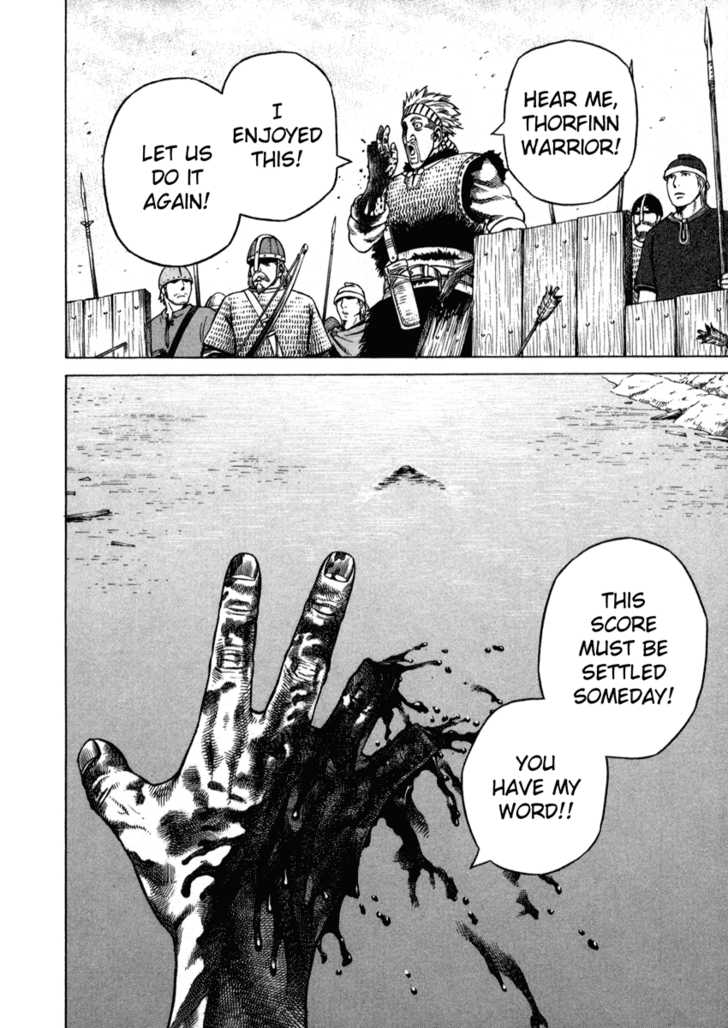 HEAR ME,
THORFINN
WARRIOR!
I
ENJOYED
THIS!
LET US
DO IT
AGAIN!
THIS
SCORE
MUST BE
SETTLED
SOMEDAY!
YOU
HAVE MY
WORD!!